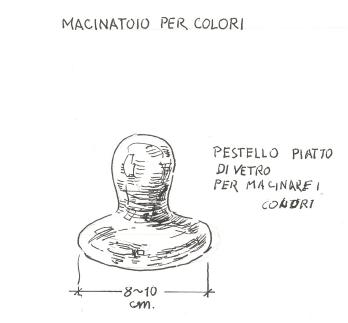 MACINATOIO PER COLORI
PESTELLO PIATTO
DI VETRO
PER MACINARE I
COLORI
8~10
cm.